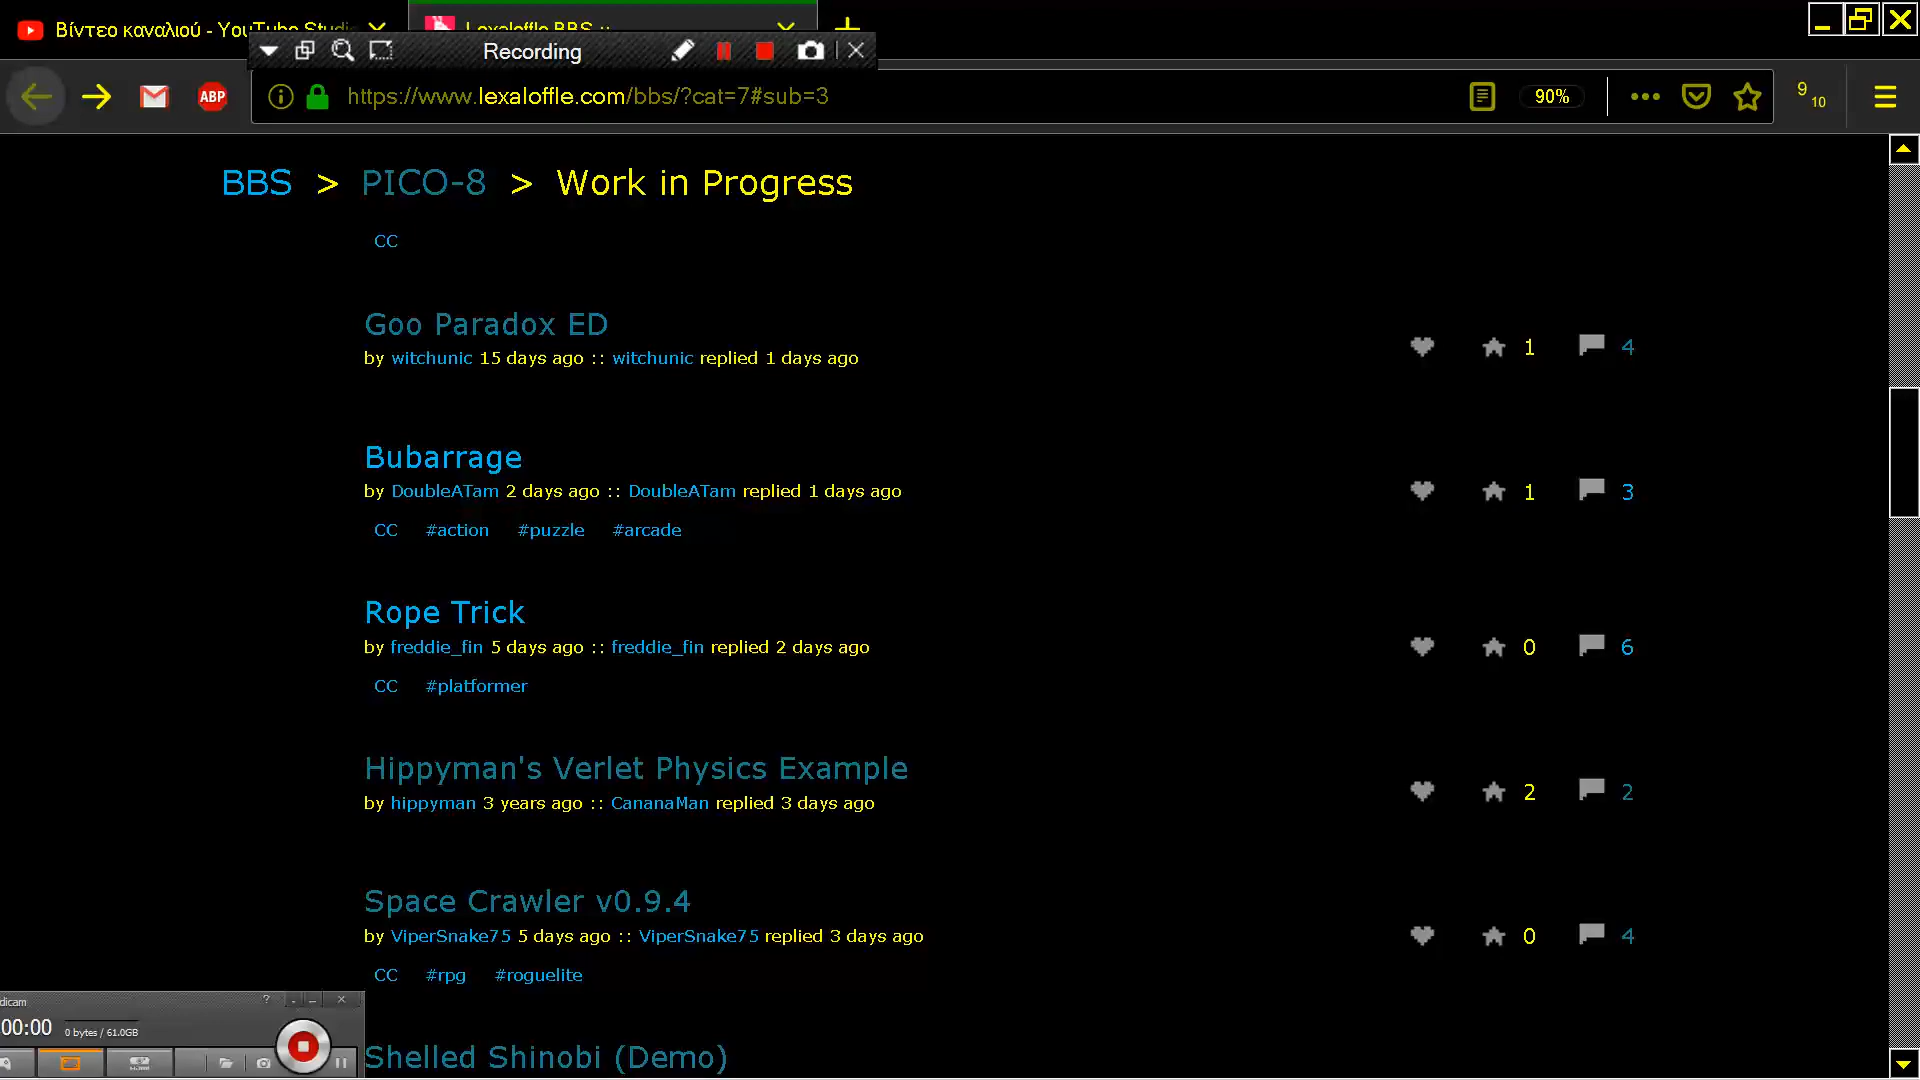 Βίντεο καναλιού - YouTube Studio
Lexaloffle BBS ::
Recording
ABP
https://www.lexaloffle.com/bbs/?cat=7#sub=3
90%
9 10
BBS > PICO-8 > Work in Progress
CC
Goo Paradox ED
by witchunic 15 days ago :: witchunic replied 1 days ago
1 4
Bubarrage
by DoubleATam 2 days ago :: DoubleATam replied 1 days ago
1 3
CC #action #puzzle #arcade
Rope Trick
by freddie_fin 5 days ago :: freddie_fin replied 2 days ago
0 6
CC #platformer
Hippyman's Verlet Physics Example
by hippyman 3 years ago :: CananaMan replied 3 days ago
2 2
Space Crawler v0.9.4
by ViperSnake75 5 days ago :: ViperSnake75 replied 3 days ago
0 4
CC #rpg #roguelite
dicam
00:00 0 bytes / 61.0GB
Shelled Shinobi (Demo)